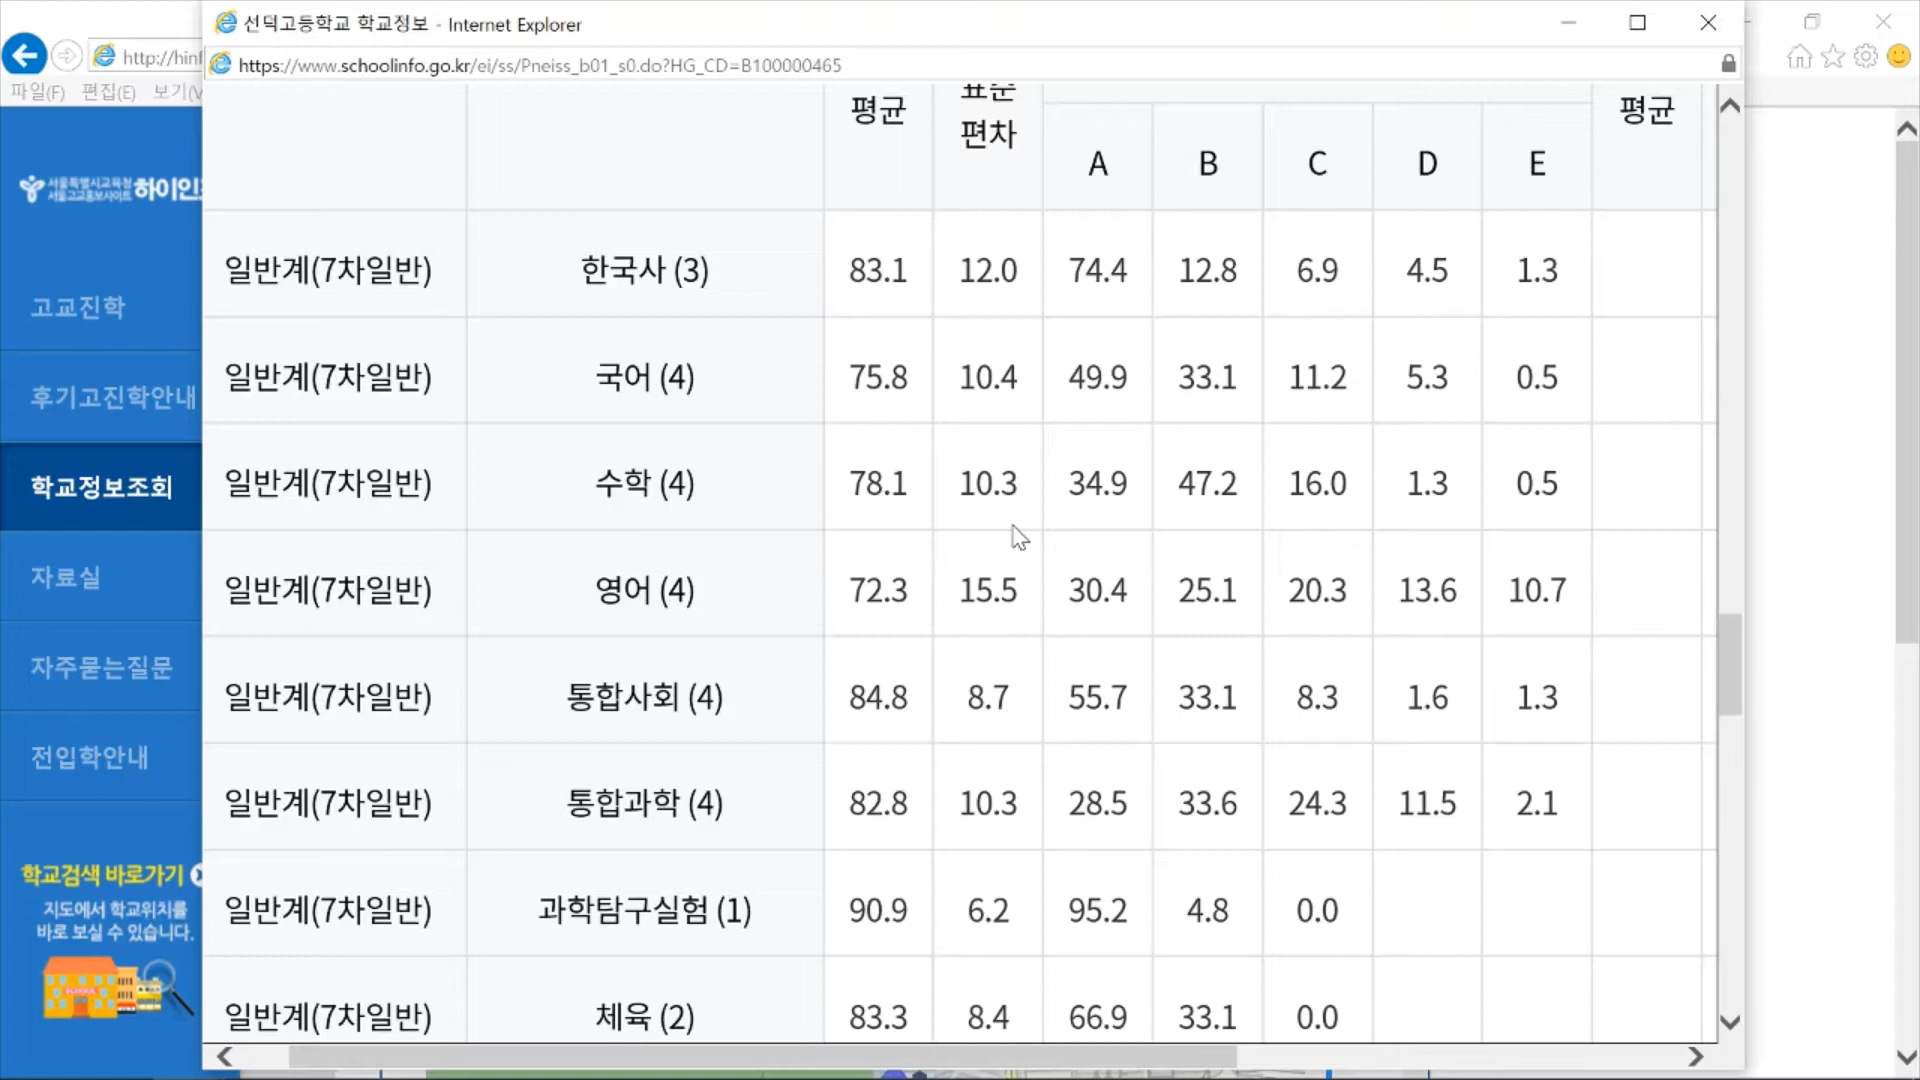 선덕고등학교 학교정보 - Internet Explorer
http://hinf
https://www.schoolinfo.go.kr/ei/ss/Pneiss_b01_s0.do?HG_CD=B100000465
파일(F) 편집(E) 보기(V
서울특별시교육청
하이인
고교진학
후기고진학안내
학교정보조회
자료실
자주묻는질문
전입학안내
학교검색 바로가기
지도에서 학교위치를
바로 보실 수 있습니다.
SCHOOL
평균 표준 평균
편차
A B C D E
일반계(7차일반) 한국사 (3) 83.1 12.0 74.4 12.8 6.9 4.5 1.3
일반계(7차일반) 국어 (4) 75.8 10.4 49.9 33.1 11.2 5.3 0.5
일반계(7차일반) 수학 (4) 78.1 10.3 34.9 47.2 16.0 1.3 0.5
일반계(7차일반) 영어 (4) 72.3 15.5 30.4 25.1 20.3 13.6 10.7
일반계(7차일반) 통합사회 (4) 84.8 8.7 55.7 33.1 8.3 1.6 1.3
일반계(7차일반) 통합과학 (4) 82.8 10.3 28.5 33.6 24.3 11.5 2.1
일반계(7차일반) 과학탐구실험 (1) 90.9 6.2 95.2 4.8 0.0
일반계(7차일반) 체육 (2) 83.3 8.4 66.9 33.1 0.0